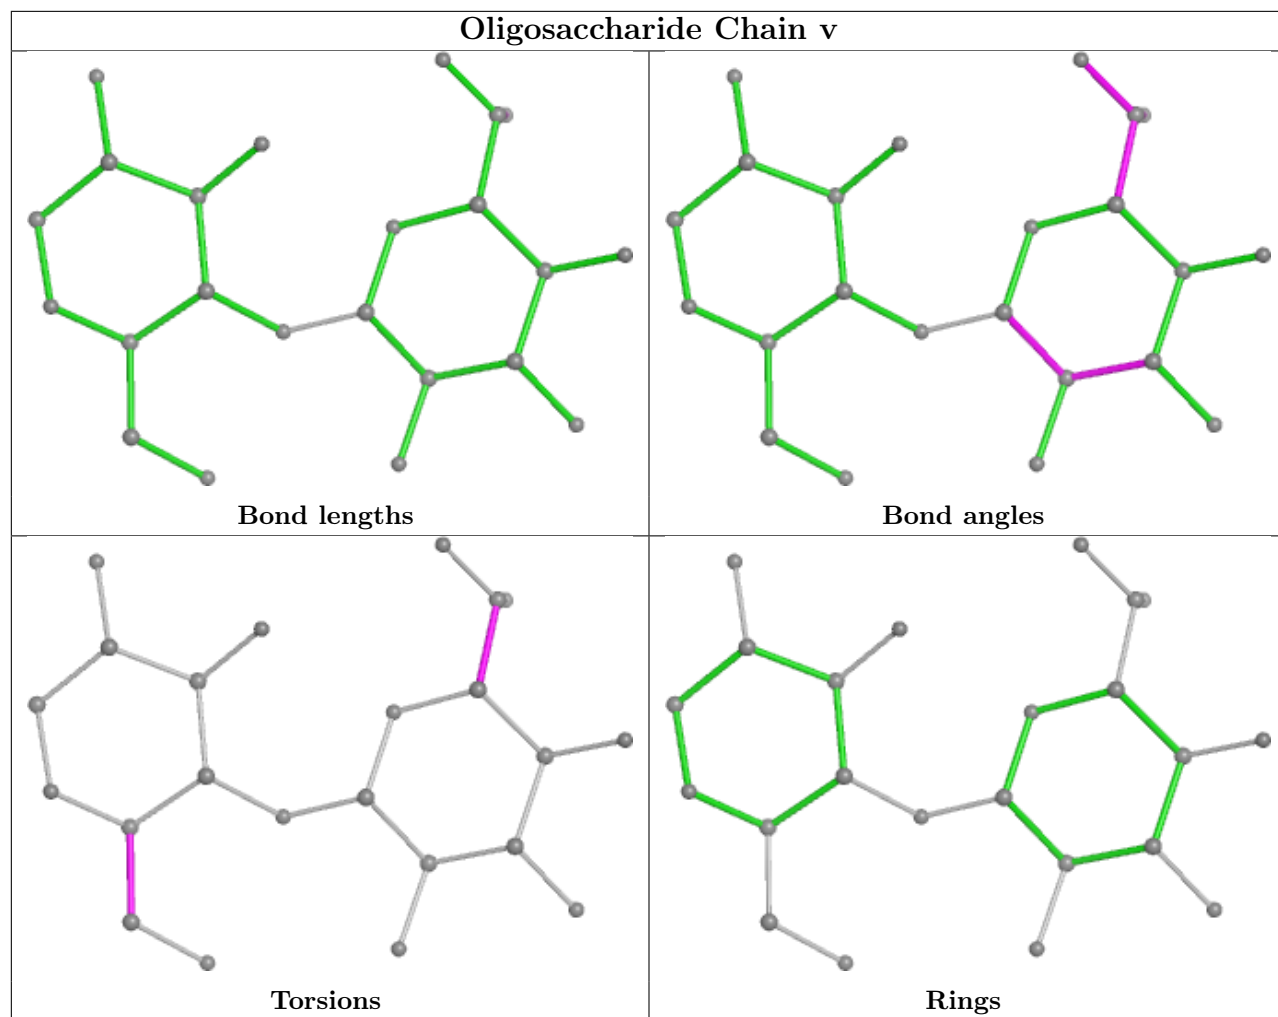 Oligosaccharide Chain v
Bond lengths
Bond angles
Torsions
Rings